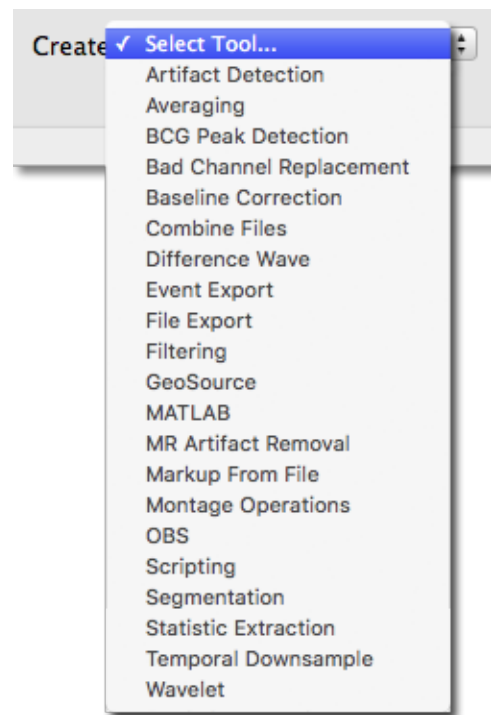 Create ✓ Select Tool...
Artifact Detection
Averaging
BCG Peak Detection
Bad Channel Replacement
Baseline Correction
Combine Files
Difference Wave
Event Export
File Export
Filtering
GeoSource
MATLAB
MR Artifact Removal
Markup From File
Montage Operations
OBS
Scripting
Segmentation
Statistic Extraction
Temporal Downsample
Wavelet